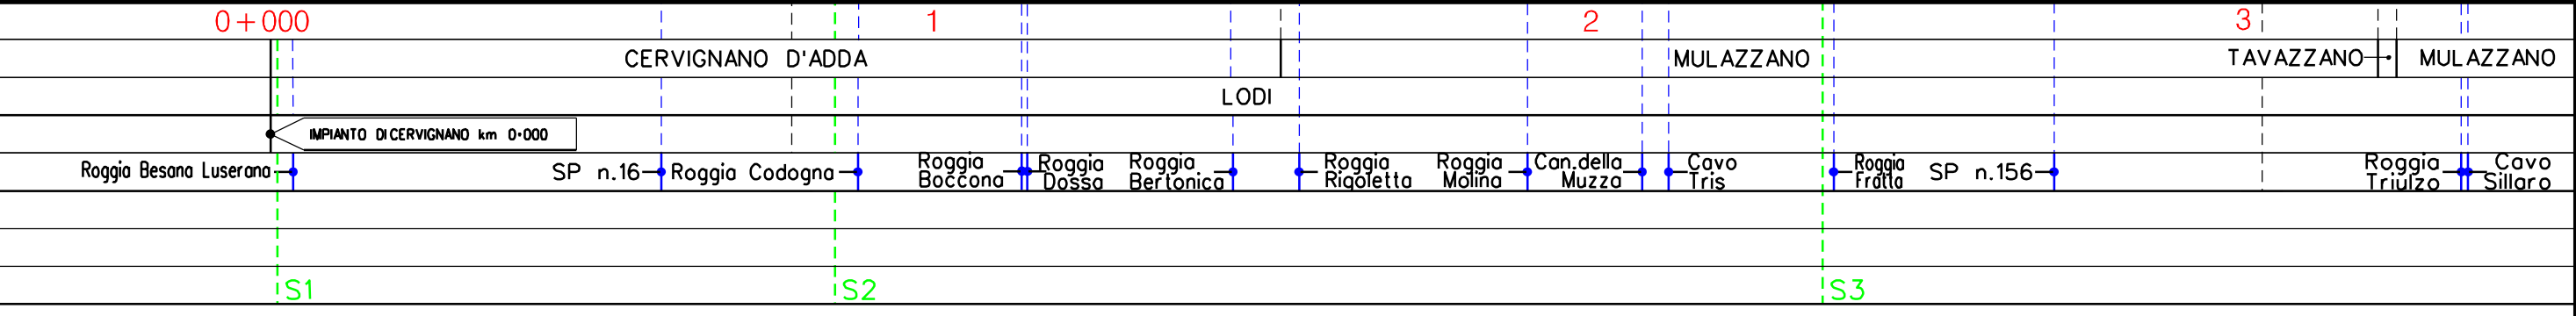 0+000 1 2 3
CERVIGNANO D'ADDA MULAZZANO TAVAZZANO MULAZZANO
LODI
IMPIANTO DI CERVIGNANO km 0+000
Roggia Besana Luserana SP n.16 Roggia Codogna Roggia Boccona Roggia Dossa Roggia Bertonica Roggia Rigoletta Roggia Molina Can.della Muzza Cavo Tris Roggia Fratta SP n.156 Roggia Triulzo Cavo Sillaro
S1 S2 S3